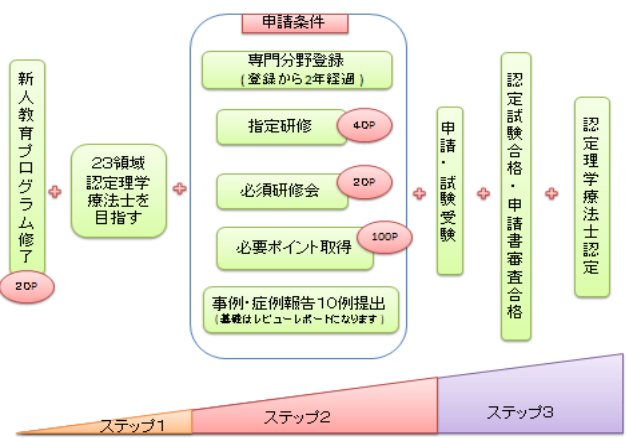 新人教育プログラム修了
20P
23領域
認定理学
療法士を
目指す
申請条件
専門分野登録
(登録から2年経過)
指定研修
40P
必須研修会
20P
必要ポイント取得
100P
事例・症例報告10例提出
(基礎はレビューレポートになります)
申請・試験受験
認定試験合格・申請書審査合格
認定理学療法士認定
ステップ1
ステップ2
ステップ3